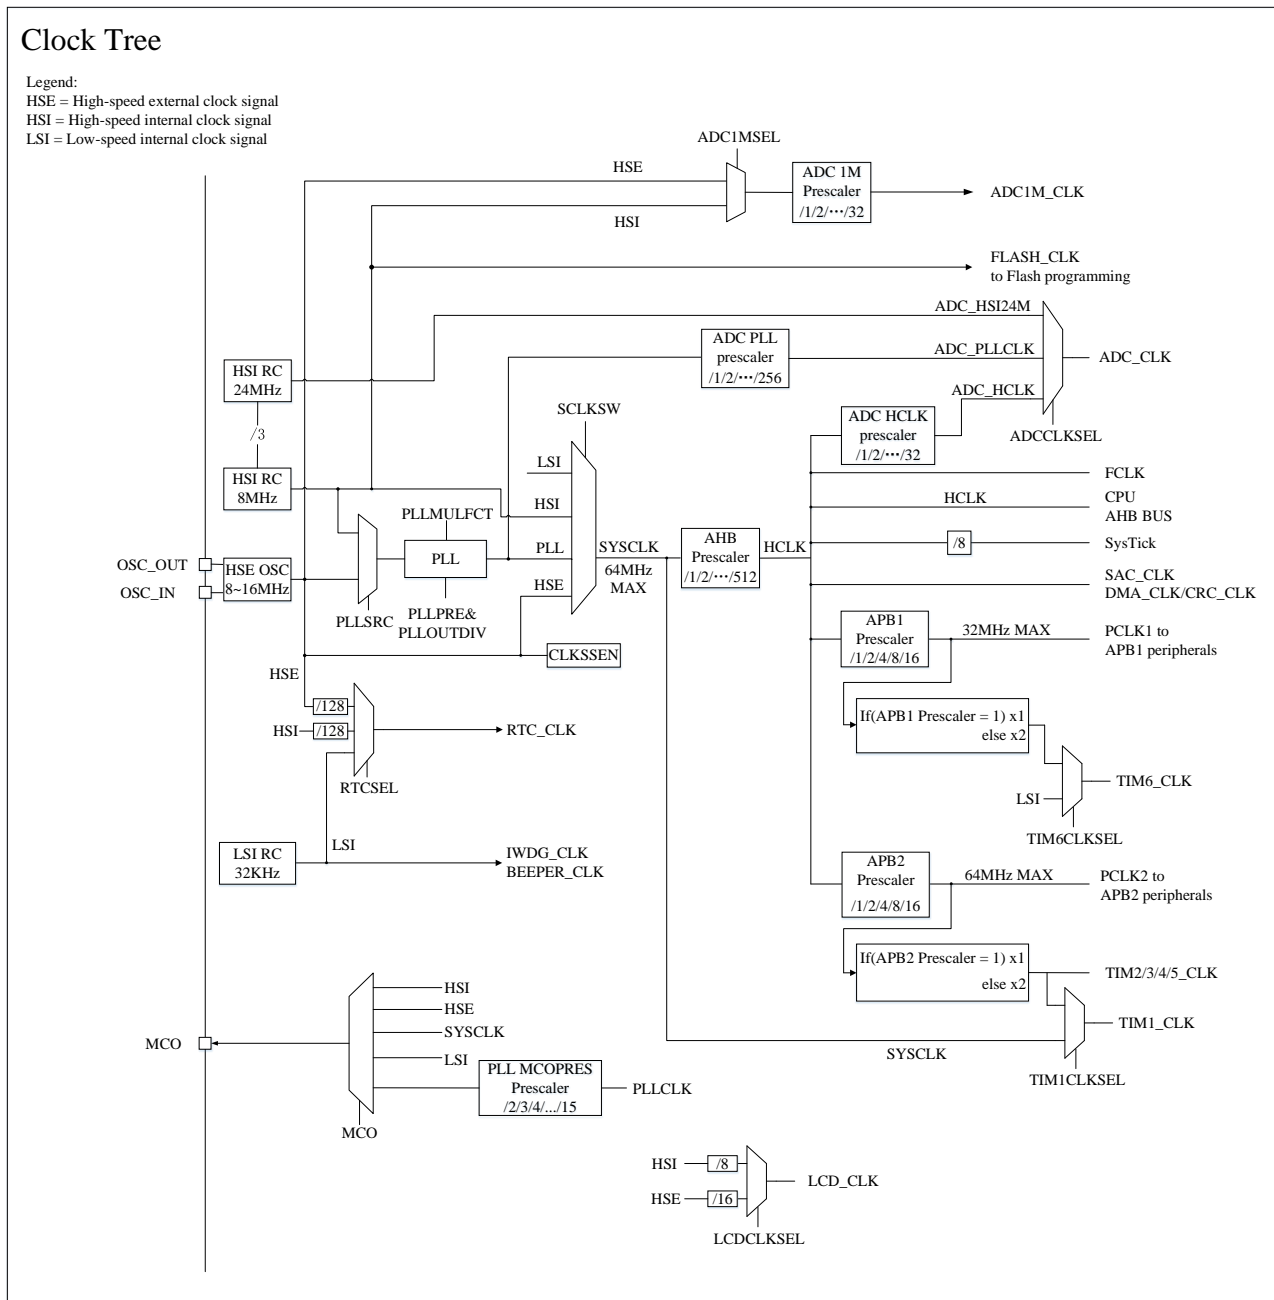 Clock Tree
Legend:
HSE = High-speed external clock signal
HSI = High-speed internal clock signal
LSI = Low-speed internal clock signal
ADC1MSEL
HSE
HSI
ADC 1M
Prescaler
/1/2/···/32
ADC1M_CLK
FLASH_CLK
to Flash programming
HSI RC
24MHz
/3
HSI RC
8MHz
ADC PLL
prescaler
/1/2/···/256
ADC_HSI24M
ADC_PLLCLK
ADC_HCLK
ADC_CLK
ADCCLKSEL
ADC HCLK
prescaler
/1/2/···/32
SCLKSW
LSI
HSI
PLL
HSE
OSC_OUT
OSC_IN
HSE OSC
8~16MHz
PLLSRC
PLLMULFCT
PLL
PLLPRE&
PLLOUTDIV
CLKSSEN
SYSCLK
64MHz
MAX
AHB
Prescaler
/1/2/···/512
HCLK
FCLK
HCLK
CPU
AHB BUS
/8
SysTick
SAC_CLK
DMA_CLK/CRC_CLK
APB1
Prescaler
/1/2/4/8/16
32MHz MAX
PCLK1 to
APB1 peripherals
If(APB1 Prescaler = 1) x1
else x2
LSI
TIM6_CLK
TIM6CLKSEL
HSE
/128
HSI
/128
RTC_CLK
RTCSEL
LSI
LSI RC
32KHz
IWDG_CLK
BEEPER_CLK
APB2
Prescaler
/1/2/4/8/16
64MHz MAX
PCLK2 to
APB2 peripherals
If(APB2 Prescaler = 1) x1
else x2
TIM2/3/4/5_CLK
TIM1_CLK
SYSCLK
TIM1CLKSEL
MCO
HSI
HSE
SYSCLK
LSI
PLL MCOPRES
Prescaler
/2/3/4/.../15
PLLCLK
MCO
HSI
/8
HSE
/16
LCD_CLK
LCDCLKSEL